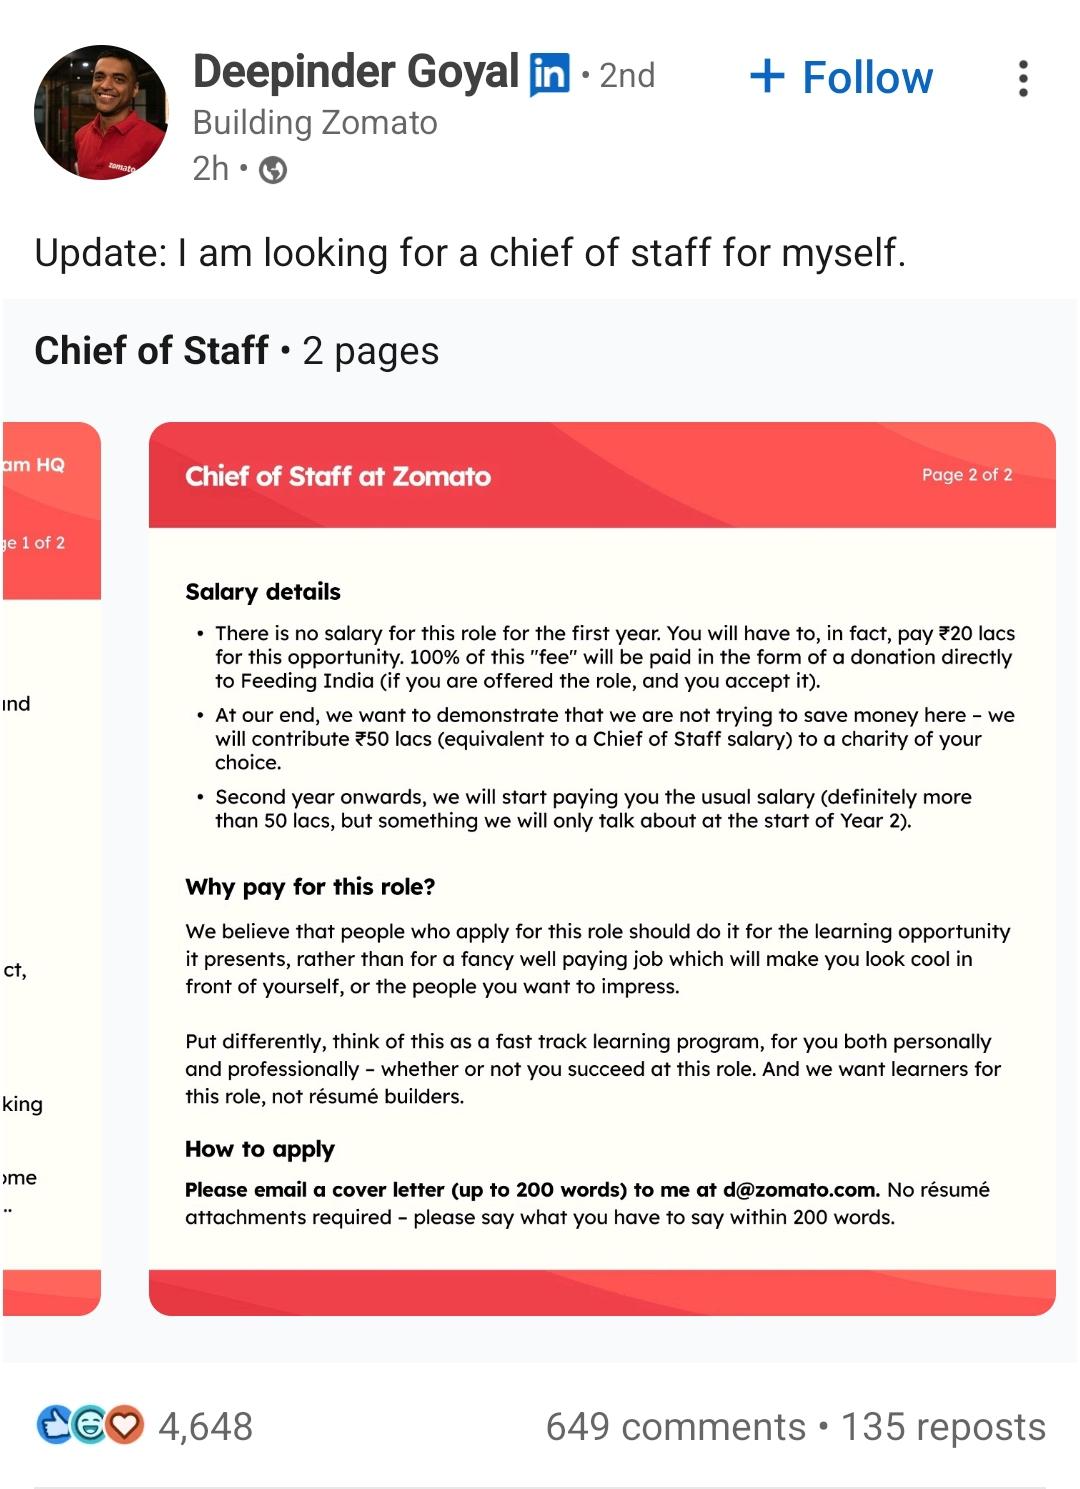 Deepinder Goyal in • 2nd
+ Follow
Building Zomato
2h •
zomato
Update: I am looking for a chief of staff for myself.
Chief of Staff • 2 pages
am HQ
ge 1 of 2
ct,
king
ome
..
Chief of Staff at Zomato
Page 2 of 2
Salary details
• There is no salary for this role for the first year. You will have to, in fact, pay ₹20 lacs
for this opportunity. 100% of this "fee" will be paid in the form of a donation directly
to Feeding India (if you are offered the role, and you accept it).
• At our end, we want to demonstrate that we are not trying to save money here – we
will contribute ₹50 lacs (equivalent to a Chief of Staff salary) to a charity of your
choice.
• Second year onwards, we will start paying you the usual salary (definitely more
than 50 lacs, but something we will only talk about at the start of Year 2).
Why pay for this role?
We believe that people who apply for this role should do it for the learning opportunity
it presents, rather than for a fancy well paying job which will make you look cool in
front of yourself, or the people you want to impress.
Put differently, think of this as a fast track learning program, for you both personally
and professionally – whether or not you succeed at this role. And we want learners for
this role, not résumé builders.
How to apply
Please email a cover letter (up to 200 words) to me at d@zomato.com. No résumé
attachments required – please say what you have to say within 200 words.
4,648
649 comments • 135 reposts